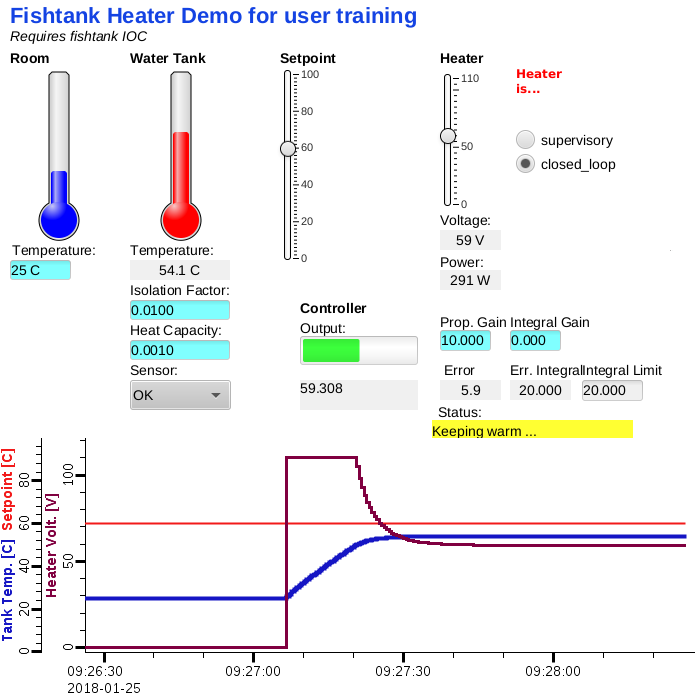 Fishtank Heater Demo for user training
Requires fishtank IOC
Room
Water Tank
Setpoint
Heater
100
80
60
40
20
0
110
50
0
Heater
is...
supervisory
closed_loop
Temperature:
25 C
Temperature:
54.1 C
Isolation Factor:
0.0100
Heat Capacity:
0.0010
Sensor:
OK
Voltage:
59 V
Power:
291 W
Controller
Output:
59.308
Prop. Gain Integral Gain
10.000 0.000
Error Err. Integral Integral Limit
5.9 20.000 20.000
Status:
Keeping warm ...
Tank Temp. [C] Setpoint [C]
80
60
40
20
0
Heater Volt. [V]
100
50
0
09:26:30 09:27:00 09:27:30 09:28:00
2018-01-25